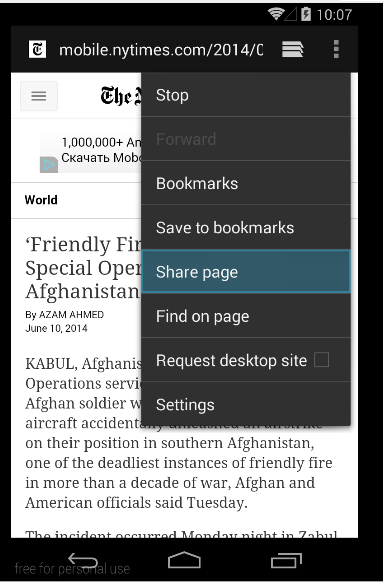 10:07
mobile.nytimes.com/2014/0
Stop
Forward
Bookmarks
Save to bookmarks
Share page
Find on page
Request desktop site
Settings
The
1,000,000+ An
Скачать Mobo
World
‘Friendly Fir
Special Oper
Afghanistan
By AZAM AHMED
June 10, 2014
KABUL, Afghanis
Operations servic
Afghan soldier w
aircraft accidentally unleashed an airstrike
on their position in southern Afghanistan,
one of the deadliest instances of friendly fire
in more than a decade of war, Afghan and
American officials said Tuesday.
The incident occurred Monday night in Zabul
free for personal use